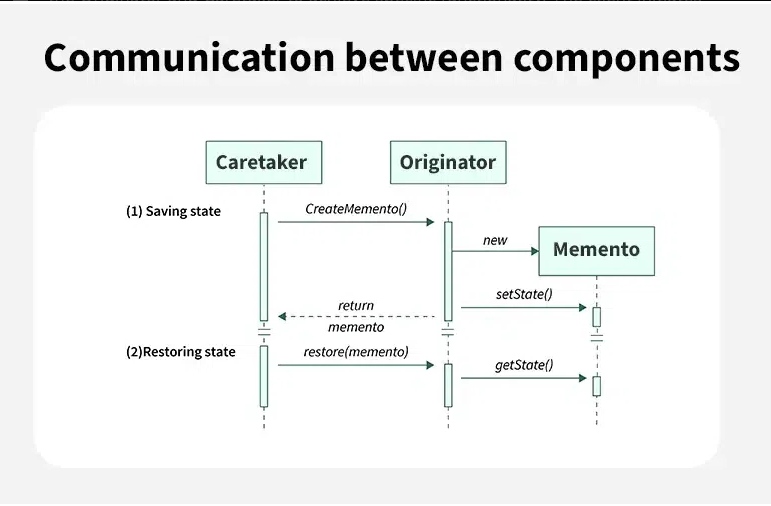 Communication between components
Caretaker
Originator
(1) Saving state
CreateMemento()
new
Memento
setState()
return
memento
(2)Restoring state
restore(memento)
getState()